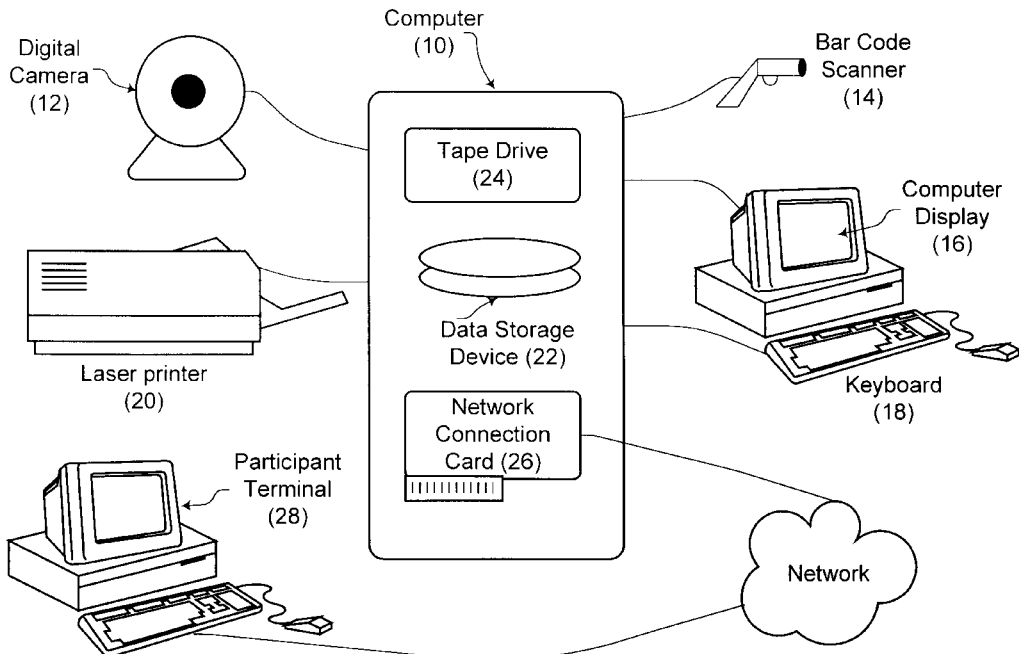 Computer
(10)
Digital
Camera
(12)
Bar Code
Scanner
(14)
Tape Drive
(24)
Computer
Display
(16)
Data Storage
Device (22)
Laser printer
(20)
Keyboard
(18)
Network
Connection
Card (26)
Participant
Terminal
(28)
Network